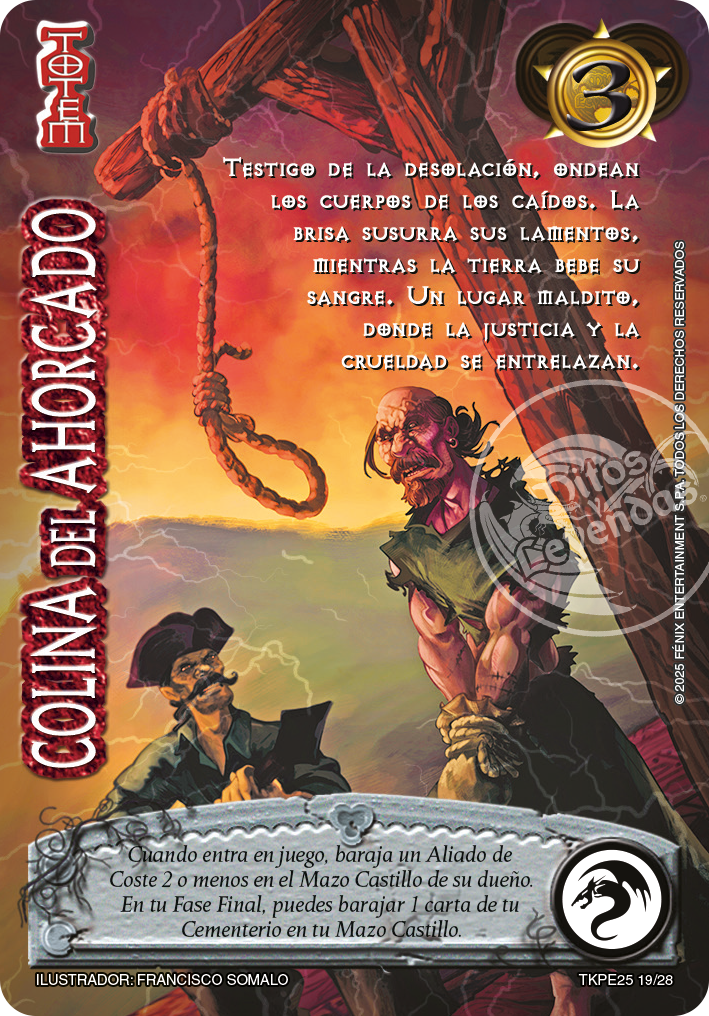 TOTEM
3
Testigo de la desolación, ondean
los cuerpos de los caídos. La
brisa susurra sus lamentos,
mientras la tierra bebe su
sangre. Un lugar maldito,
donde la justicia y la
crueldad se entrelazan.
COLINA DEL AHORCADO
Mitos
y
Leyendas®
©2025 FÉNIX ENTERTAINMENT S.P.A. TODOS LOS DERECHOS RESERVADOS
Cuando entra en juego, baraja un Aliado de
Coste 2 o menos en el Mazo Castillo de su dueño.
En tu Fase Final, puedes barajar 1 carta de tu
Cementerio en tu Mazo Castillo.
ILUSTRADOR: FRANCISCO SOMALO
TKPE25 19/28